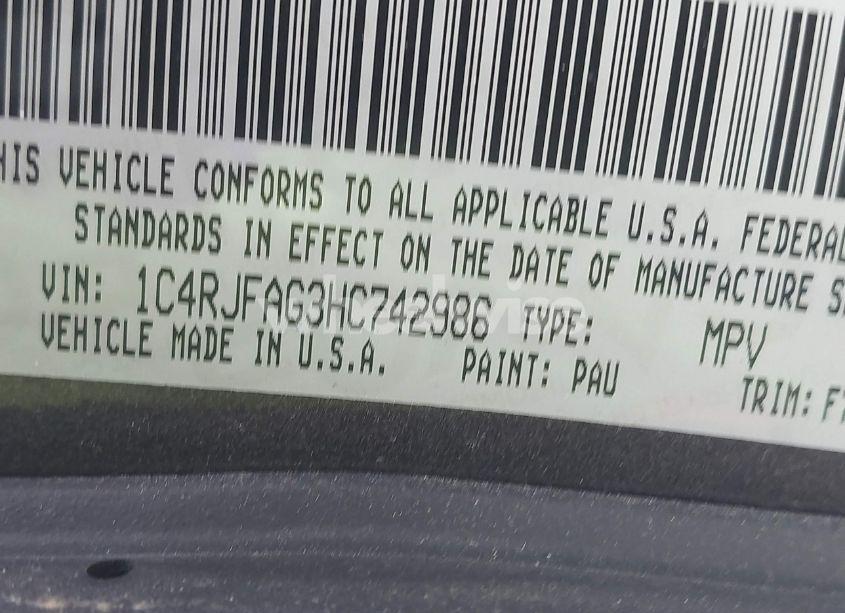 HIS VEHICLE CONFORMS TO ALL APPLICABLE U.S.A. FEDERAL
STANDARDS IN EFFECT ON THE DATE OF MANUFACTURE
VIN: 1C4RJFAG3HC742986 TYPE: MPV
VEHICLE MADE IN U.S.A. PAINT: PAU TRIM: